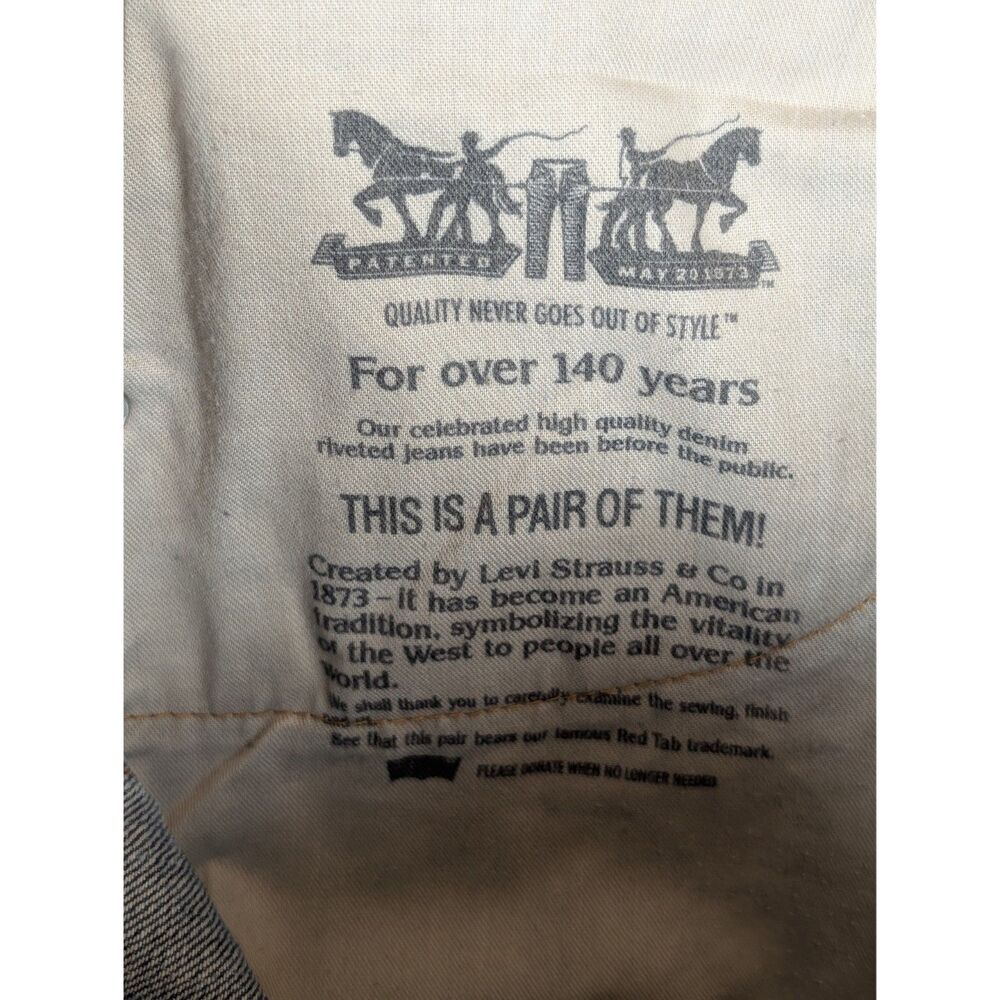 PATENTED
MAY 20 1873 ™
QUALITY NEVER GOES OUT OF STYLE™
For over 140 years
Our celebrated high quality denim
riveted jeans have been before the public.
THIS IS A PAIR OF THEM!
Created by Levi Strauss & Co in
1873 – it has become an American
tradition, symbolizing the vitality
of the West to people all over the
World.
We shall thank you to carefully examine the sewing, finish
and
See that this pair bears our famous Red Tab trademark.
PLEASE DONATE WHEN NO LONGER NEEDED